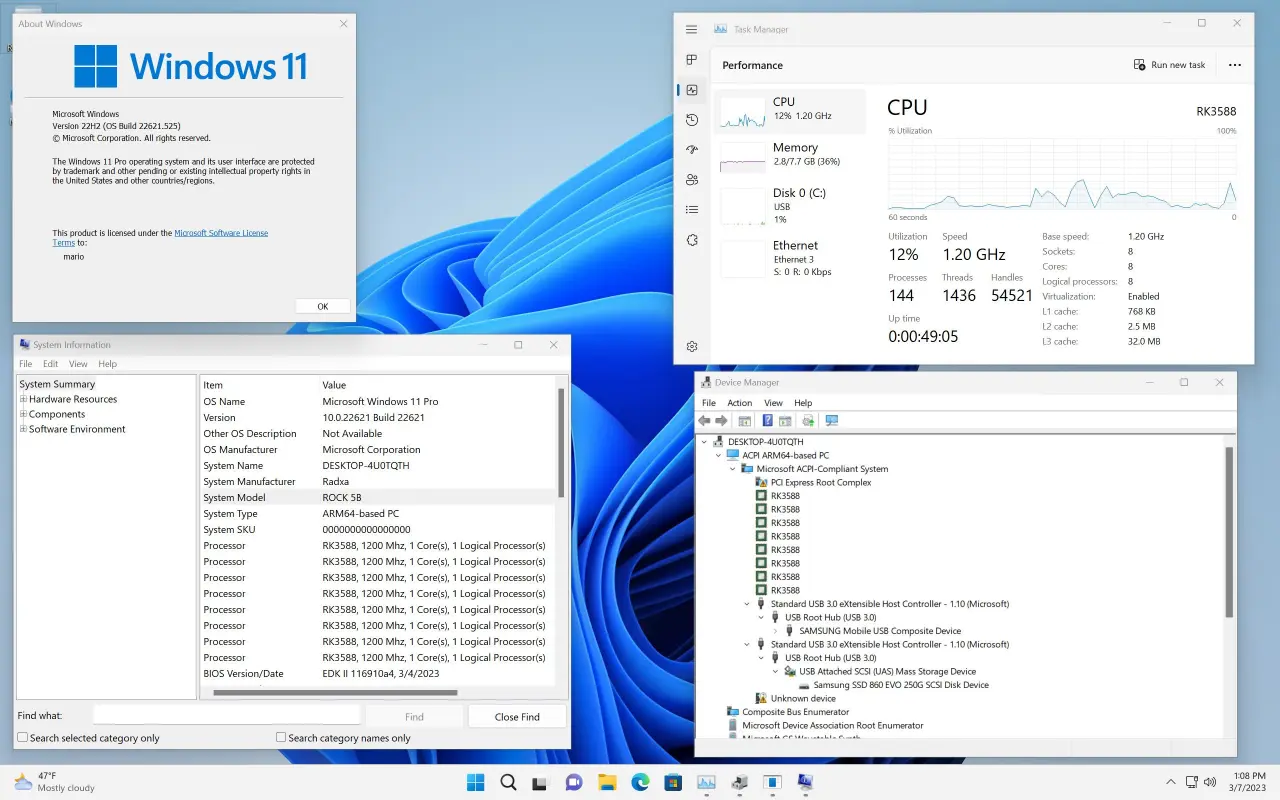 About Windows
Windows 11
Microsoft Windows
Version 22H2 (OS Build 22621.525)
© Microsoft Corporation. All rights reserved.
The Windows 11 Pro operating system and its user interface are protected
by trademark and other pending or existing intellectual property rights in
the United States and other countries/regions.
This product is licensed under the Microsoft Software License
Terms to:
mario
OK
Task Manager
Performance
Run new task
CPU
12% 1.20 GHz
Memory
2.8/7.7 GB (36%)
Disk 0 (C:)
USB
1%
Ethernet
Ethernet 3
S: 0 R: 0 Kbps
CPU
RK3588
% Utilization
100%
60 seconds
0
Utilization Speed
12% 1.20 GHz
Processes Threads Handles
144 1436 54521
Up time
0:00:49:05
Base speed: 1.20 GHz
Sockets: 8
Cores: 8
Logical processors: 8
Virtualization: Enabled
L1 cache: 768 KB
L2 cache: 2.5 MB
L3 cache: 32.0 MB
System Information
File Edit View Help
System Summary
Hardware Resources
Components
Software Environment
Item Value
OS Name Microsoft Windows 11 Pro
Version 10.0.22621 Build 22621
Other OS Description Not Available
OS Manufacturer Microsoft Corporation
System Name DESKTOP-4U0TQTH
System Manufacturer Radxa
System Model ROCK 5B
System Type ARM64-based PC
System SKU 0000000000000000
Processor RK3588, 1200 Mhz, 1 Core(s), 1 Logical Processor(s)
Processor RK3588, 1200 Mhz, 1 Core(s), 1 Logical Processor(s)
Processor RK3588, 1200 Mhz, 1 Core(s), 1 Logical Processor(s)
Processor RK3588, 1200 Mhz, 1 Core(s), 1 Logical Processor(s)
Processor RK3588, 1200 Mhz, 1 Core(s), 1 Logical Processor(s)
Processor RK3588, 1200 Mhz, 1 Core(s), 1 Logical Processor(s)
Processor RK3588, 1200 Mhz, 1 Core(s), 1 Logical Processor(s)
Processor RK3588, 1200 Mhz, 1 Core(s), 1 Logical Processor(s)
BIOS Version/Date EDK II 116910a4, 3/4/2023
Find what:
Find
Close Find
Search selected category only
Search category names only
Device Manager
File Action View Help
DESKTOP-4U0TQTH
ACPI ARM64-based PC
Microsoft ACPI-Compliant System
PCI Express Root Complex
RK3588
RK3588
RK3588
RK3588
RK3588
RK3588
RK3588
RK3588
Standard USB 3.0 eXtensible Host Controller - 1.10 (Microsoft)
USB Root Hub (USB 3.0)
SAMSUNG Mobile USB Composite Device
Standard USB 3.0 eXtensible Host Controller - 1.10 (Microsoft)
USB Root Hub (USB 3.0)
USB Attached SCSI (UAS) Mass Storage Device
Samsung SSD 860 EVO 250G SCSI Disk Device
Unknown device
Composite Bus Enumerator
Microsoft Device Association Root Enumerator
47°F
Mostly cloudy
1:08 PM
3/7/2023